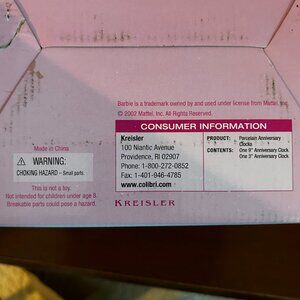 Barbie is a trademark owned by and used under license from Mattel, Inc.
© 2002 Mattel, Inc. All Rights Reserved.
CONSUMER INFORMATION
Kreisler
100 Niantic Avenue
Providence, RI 02907
Phone: 1-800-272-0852
Fax: 1-401-946-4785
www.colibri.com
PRODUCT: Porcelain Anniversary
Clocks
CONTENTS: One 9" Anniversary Clock
One 3" Anniversary Clock
Made in China
WARNING:
CHOKING HAZARD - Small parts.
This is not a toy.
Not intended for children under age 8.
Breakable parts could pose a hazard.
KREISLER